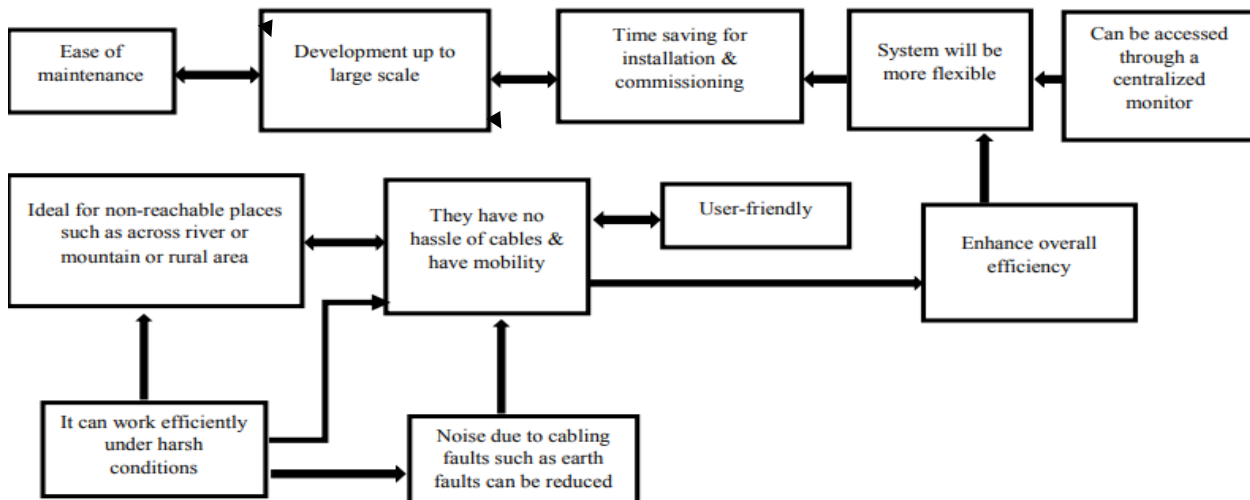 Ease of
maintenance
Development up to
large scale
Time saving for
installation &
commissioning
System will be
more flexible
Can be accessed
through a
centralized
monitor
Ideal for non-reachable places
such as across river or
mountain or rural area
They have no
hassle of cables &
have mobility
User-friendly
Enhance overall
efficiency
It can work efficiently
under harsh
conditions
Noise due to cabling
faults such as earth
faults can be reduced